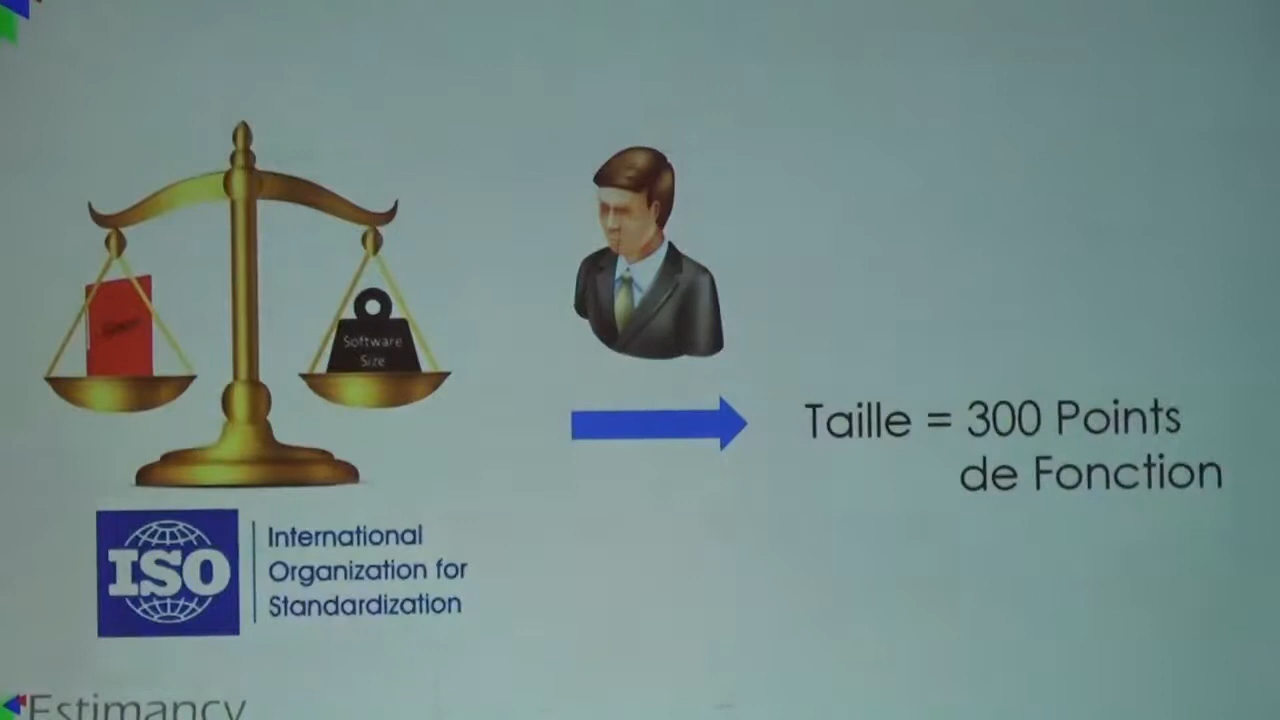 Software
Size
Taille = 300 Points
de Fonction
ISO
International
Organization for
Standardization
Estimancy